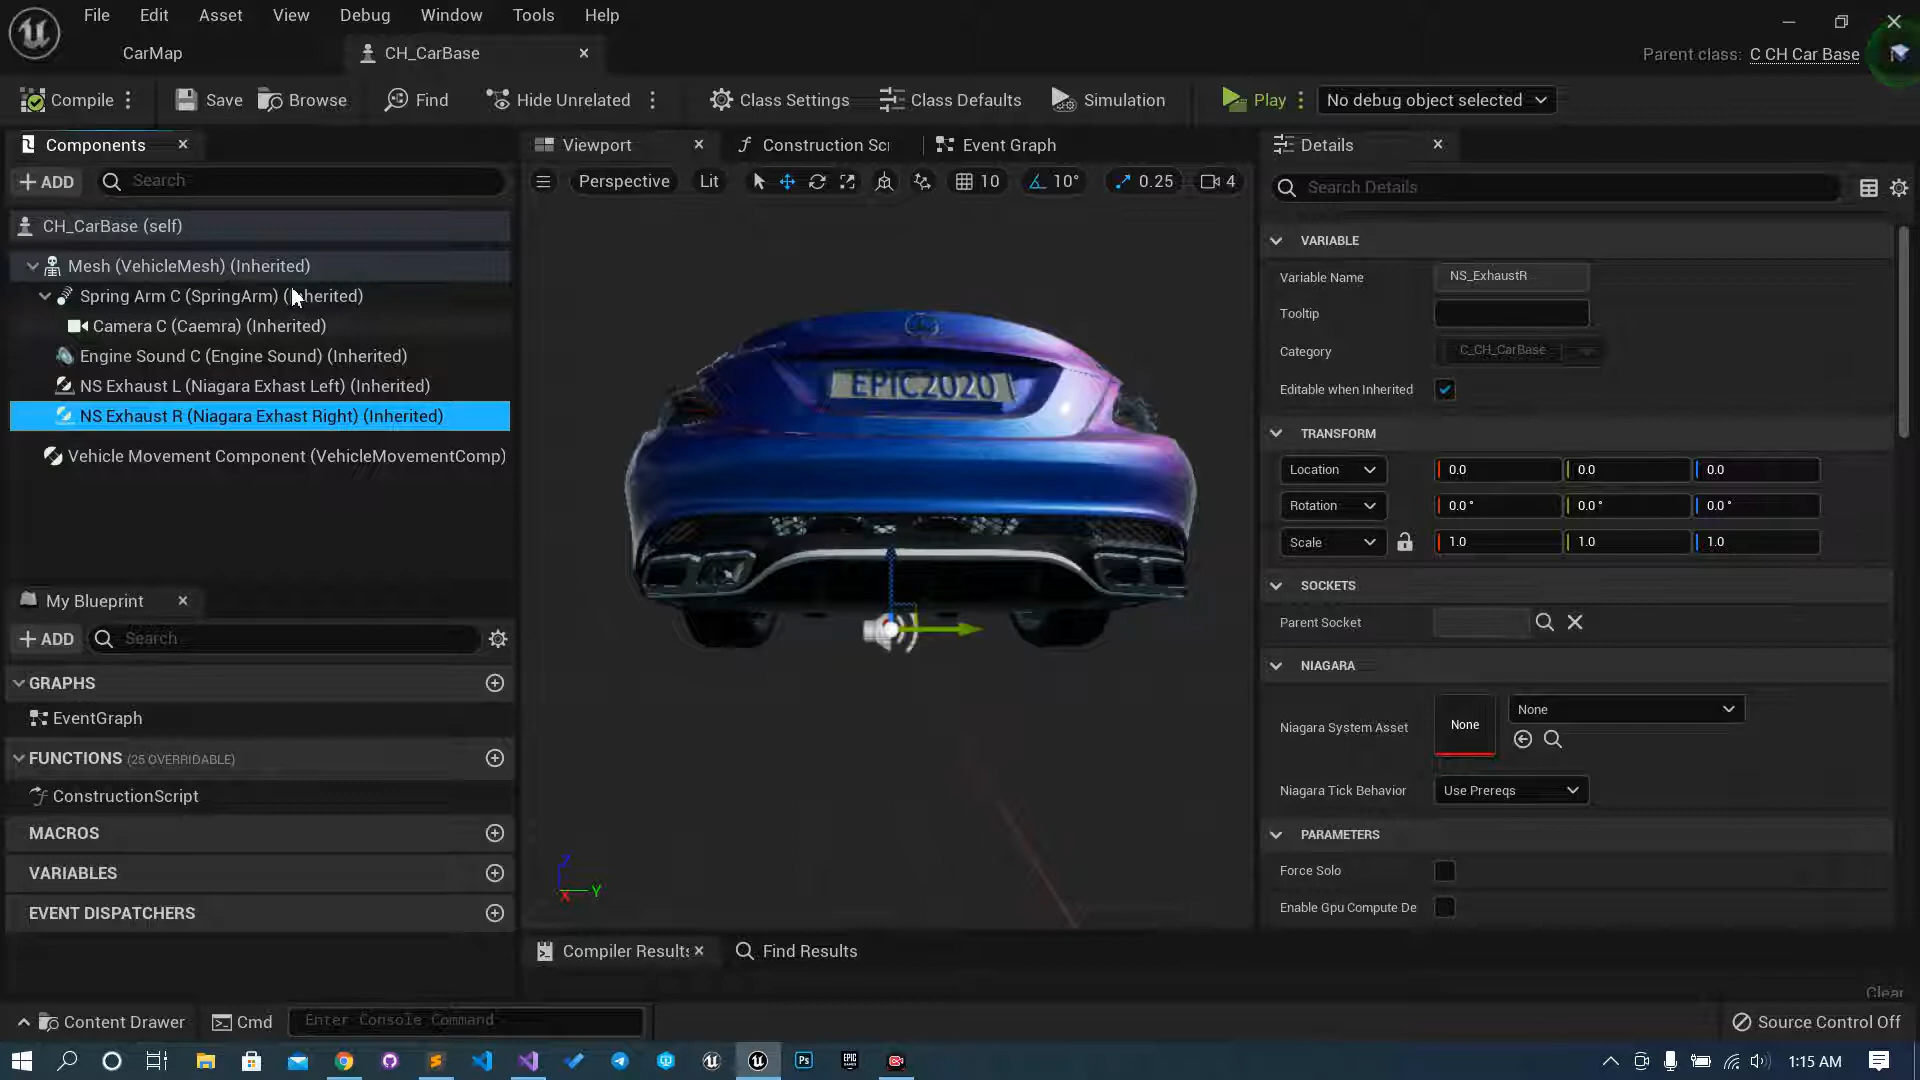 File Edit Asset View Debug Window Tools Help
CarMap CH_CarBase Parent class: C CH Car Base
Compile Save Browse Find Hide Unrelated Class Settings Class Defaults Simulation Play No debug object selected
Components Viewport Construction Scr Event Graph Details
ADD Search Perspective Lit 10 10° 0.25 4 Search Details
CH_CarBase (self)
Mesh (VehicleMesh) (Inherited)
Spring Arm C (SpringArm) (Inherited)
Camera C (Caemra) (Inherited)
Engine Sound C (Engine Sound) (Inherited)
NS Exhaust L (Niagara Exhast Left) (Inherited)
NS Exhaust R (Niagara Exhast Right) (Inherited)
Vehicle Movement Component (VehicleMovementComp)
EPIC2020
VARIABLE
Variable Name NS_ExhaustR
Tooltip
Category C_CH_CarBase
Editable when Inherited
TRANSFORM
Location 0.0 0.0 0.0
Rotation 0.0° 0.0° 0.0°
Scale 1.0 1.0 1.0
SOCKETS
Parent Socket
NIAGARA
Niagara System Asset None None
Niagara Tick Behavior Use Prereqs
PARAMETERS
Force Solo
Enable Gpu Compute De
My Blueprint
ADD Search
GRAPHS
EventGraph
FUNCTIONS (25 OVERRIDABLE)
ConstructionScript
MACROS
VARIABLES
EVENT DISPATCHERS
Z Y X
Compiler Results Find Results
Clear
Content Drawer Cmd Enter Console Command Source Control Off
Ps EPIC GAMES 1:15 AM